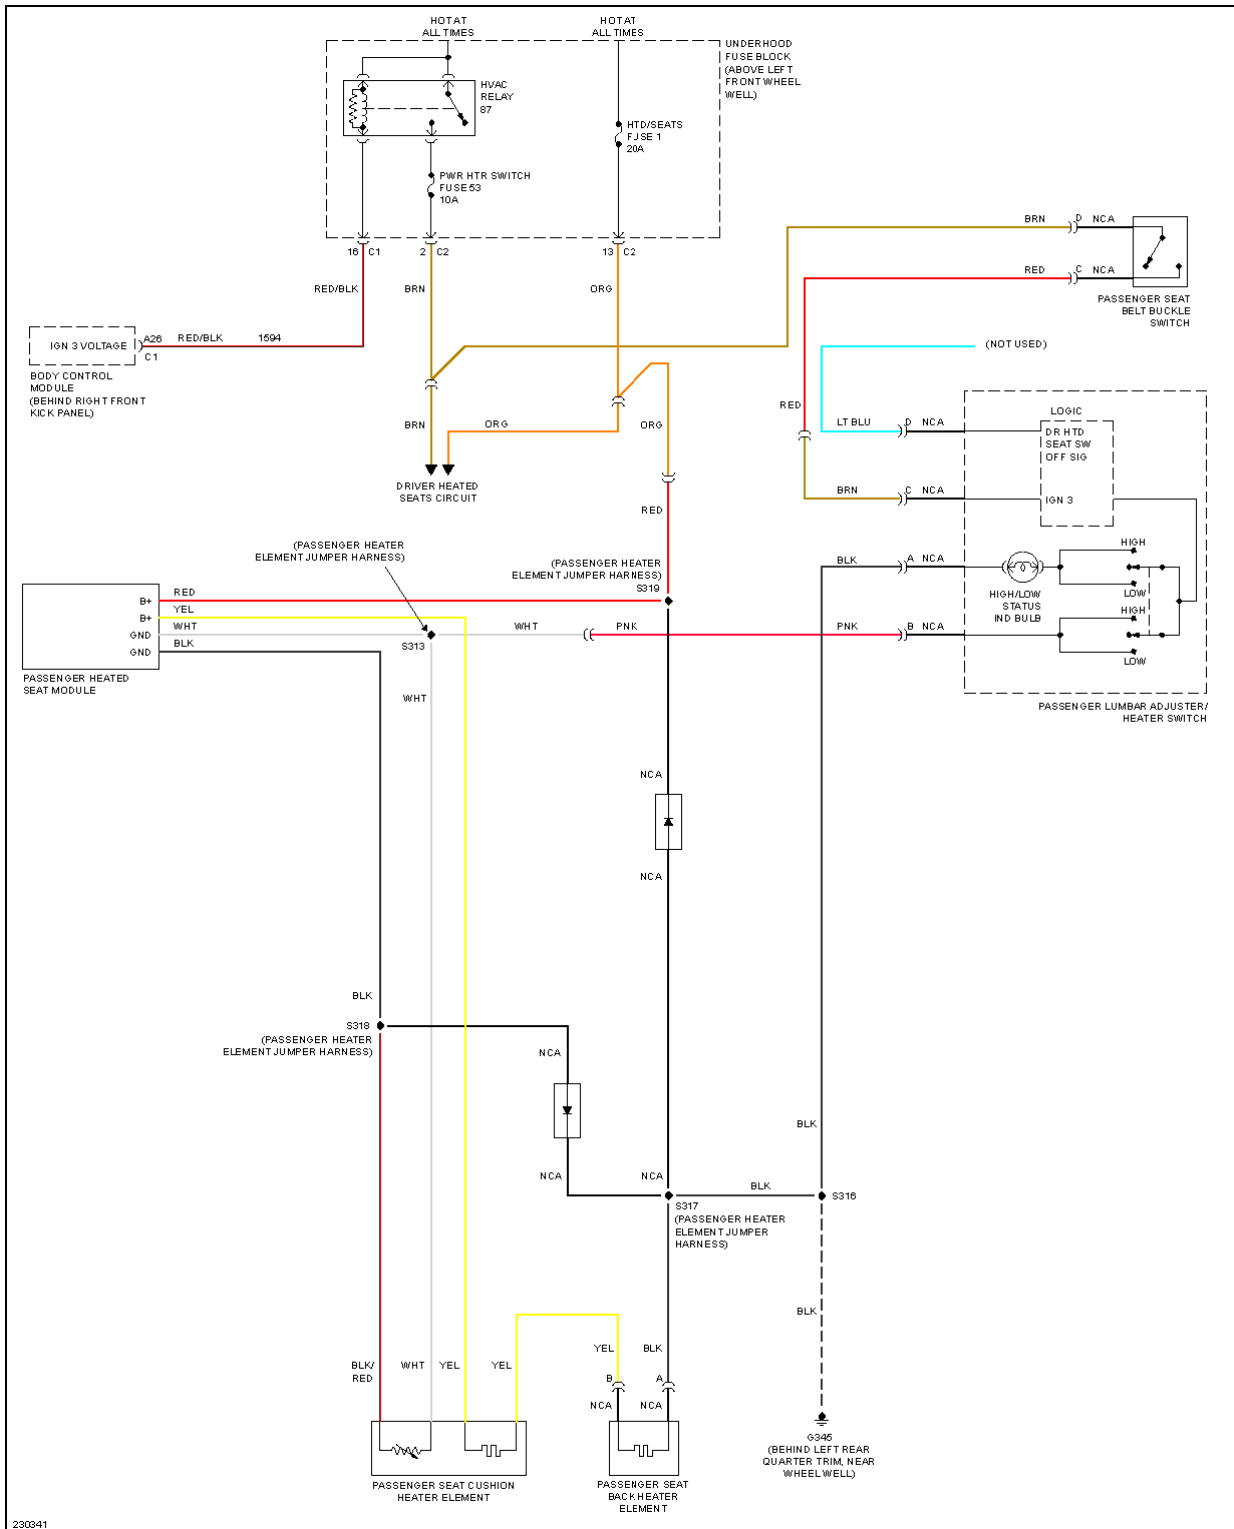 HOT AT
ALL TIMES
HOT AT
ALL TIMES
UNDERHOOD
FUSE BLOCK
(ABOVE LEFT
FRONT WHEEL
WELL)
HVAC
RELAY
87
HTD/SEATS
FJSE 1
20A
PWR HTR SWITCH
FUSE 53
10A
16 C1
2 C2
13 C2
RED/BLK
BRN
ORG
BRN
D NCA
RED
C NCA
PASSENGER SEAT
BELT BUCKLE
SWITCH
IGN 3 VOLTAGE
A26
C1
RED/BLK
1594
BODY CONTROL
MODULE
(BEHIND RIGHT FRONT
KICK PANEL)
(NOT USED)
RED
BRN
ORG
ORG
DRIVER HEATED
SEATS CIRCUIT
LT BLU
D NCA
LOGIC
DR HTD
SEAT SW
OFF SIG
BRN
C NCA
IGN 3
RED
(PASSENGER HEATER
ELEMENT JUMPER HARNESS)
(PASSENGER HEATER
ELEMENT JUMPER HARNESS)
S319
BLK
A NCA
HIGH
LOW
HIGH/LOW
STATUS
IND BULB
HIGH
LOW
B+
B+
GND
GND
RED
YEL
WHT
BLK
S313
WHT
PNK
PNK
B NCA
PASSENGER HEATED
SEAT MODULE
WHT
PASSENGER LUMBAR ADJUSTER/
HEATER SWITCH
NCA
NCA
BLK
S318
(PASSENGER HEATER
ELEMENT JUMPER HARNESS)
NCA
NCA
NCA
BLK
BLK
S316
S317
(PASSENGER HEATER
ELEMENT JUMPER
HARNESS)
BLK
BLK/
RED
WHT
YEL
YEL
YEL
BLK
B
A
NCA
NCA
G345
(BEHIND LEFT REAR
QUARTER TRIM, NEAR
WHEEL WELL)
PASSENGER SEAT CUSHION
HEATER ELEMENT
PASSENGER SEAT
BACK HEATER
ELEMENT
230341